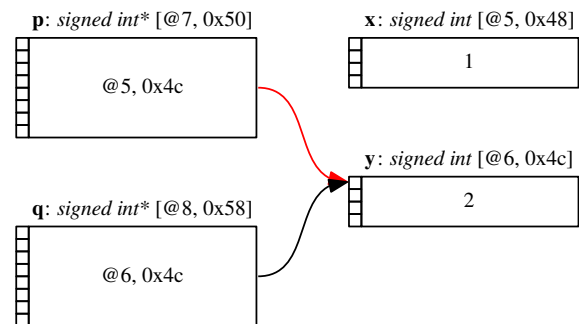 p: signed int* [@7, 0x50]
@5, 0x4c
x: signed int [@5, 0x48]
1
y: signed int [@6, 0x4c]
2
q: signed int* [@8, 0x58]
@6, 0x4c